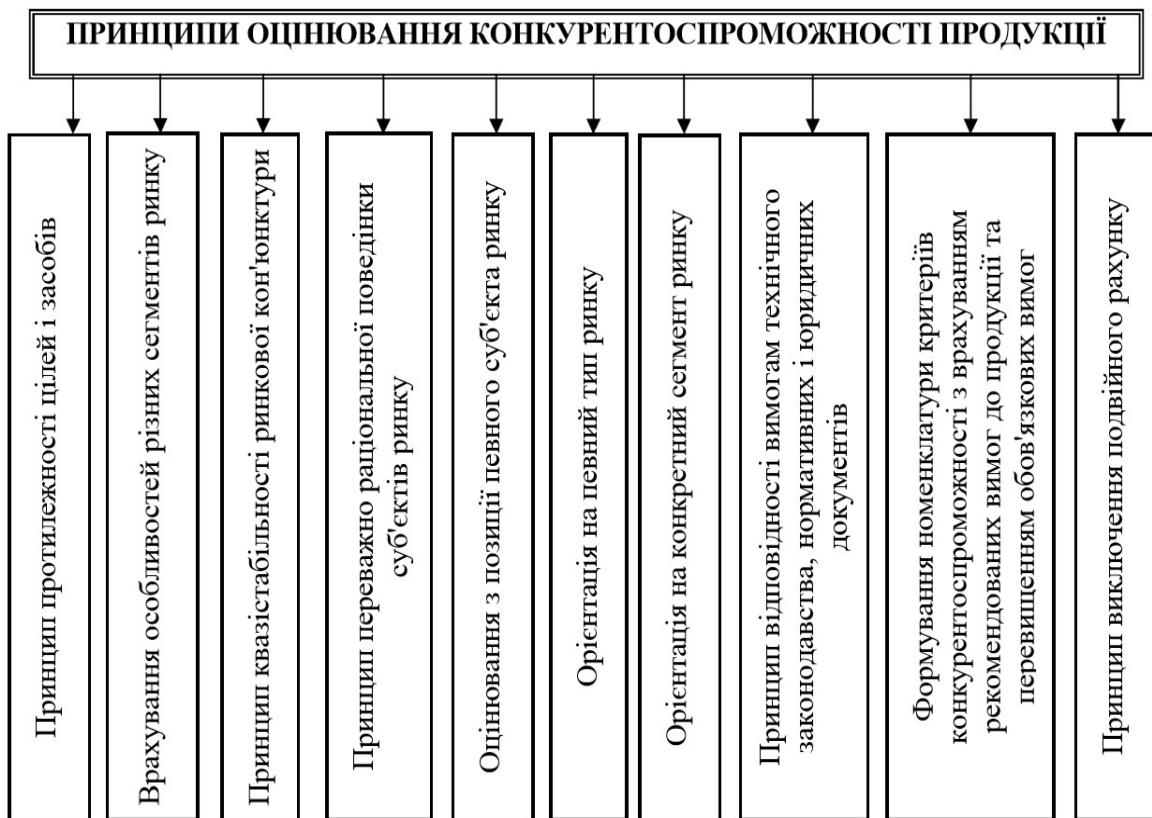 ПРИНЦИПИ ОЦІНЮВАННЯ КОНКУРЕНТОСПРОМОЖНОСТІ ПРОДУКЦІЇ
Принцип протилежності цілей і засобів
Врахування особливостей різних сегментів ринку
Принцип квазістабільності ринкової кон'юнктури
Принцип переважно раціональної поведінки
суб'єктів ринку
Оцінювання з позиції певного суб'єкта ринку
Орієнтація на певний тип ринку
Орієнтація на конкретний сегмент ринку
Принцип відповідності вимогам технічного
законодавства, нормативних і юридичних
документів
Формування номенклатури критеріїв
конкурентоспроможності з врахуванням
рекомендованих вимог до продукції та
перевищенням обов'язкових вимог
Принцип виключення подвійного рахунку